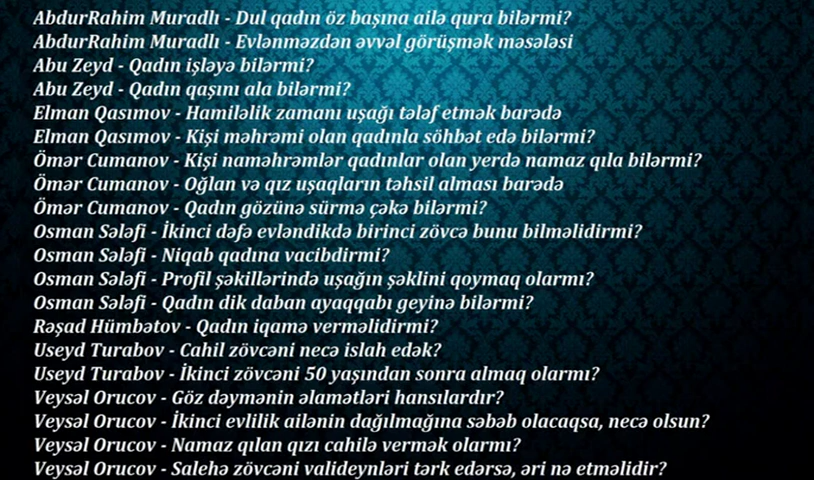 AbdurRahim Muradlı - Dul qadın öz başına ailə qura bilərmi?
AbdurRahim Muradlı - Evlənməzdən əvvəl görüşmək məsələsi
Abu Zeyd - Qadın işləyə bilərmi?
Abu Zeyd - Qadın qaşını ala bilərmi?
Elman Qasımov - Hamiləlik zamanı uşağı tələf etmək barədə
Elman Qasımov - Kişi məhrəmi olan qadınla söhbət edə bilərmi?
Ömər Cumanov - Kişi naməhrəmlər qadınlar olan yerdə namaz qıla bilərmi?
Ömər Cumanov - Oğlan və qız uşaqların təhsil alması barədə
Ömər Cumanov - Qadın gözünə sürmə çəkə bilərmi?
Osman Sələfi - İkinci dəfə evləndikdə birinci zövcə bunu bilməlidirmi?
Osman Sələfi - Niqab qadına vacibdirmi?
Osman Sələfi - Profil şəkillərində uşağın şəklini qoymaq olarmı?
Osman Sələfi - Qadın dik daban ayaqqabı geyinə bilərmi?
Rəşad Hümbətov - Qadın iqamə verməlidirmi?
Useyd Turabov - Cahil zövcəni necə islah edək?
Useyd Turabov - İkinci zövcəni 50 yaşından sonra almaq olarmı?
Veysəl Orucov - Göz dəymənin əlamətləri hansılardır?
Veysəl Orucov - İkinci evlilik ailənin dağılmağına səbəb olacaqsa, necə olsun?
Veysəl Orucov - Namaz qılan qızı cahilə vermək olarmı?
Veysəl Orucov - Salehə zövcəni valideynləri tərk edərsə, əri nə etməlidir?